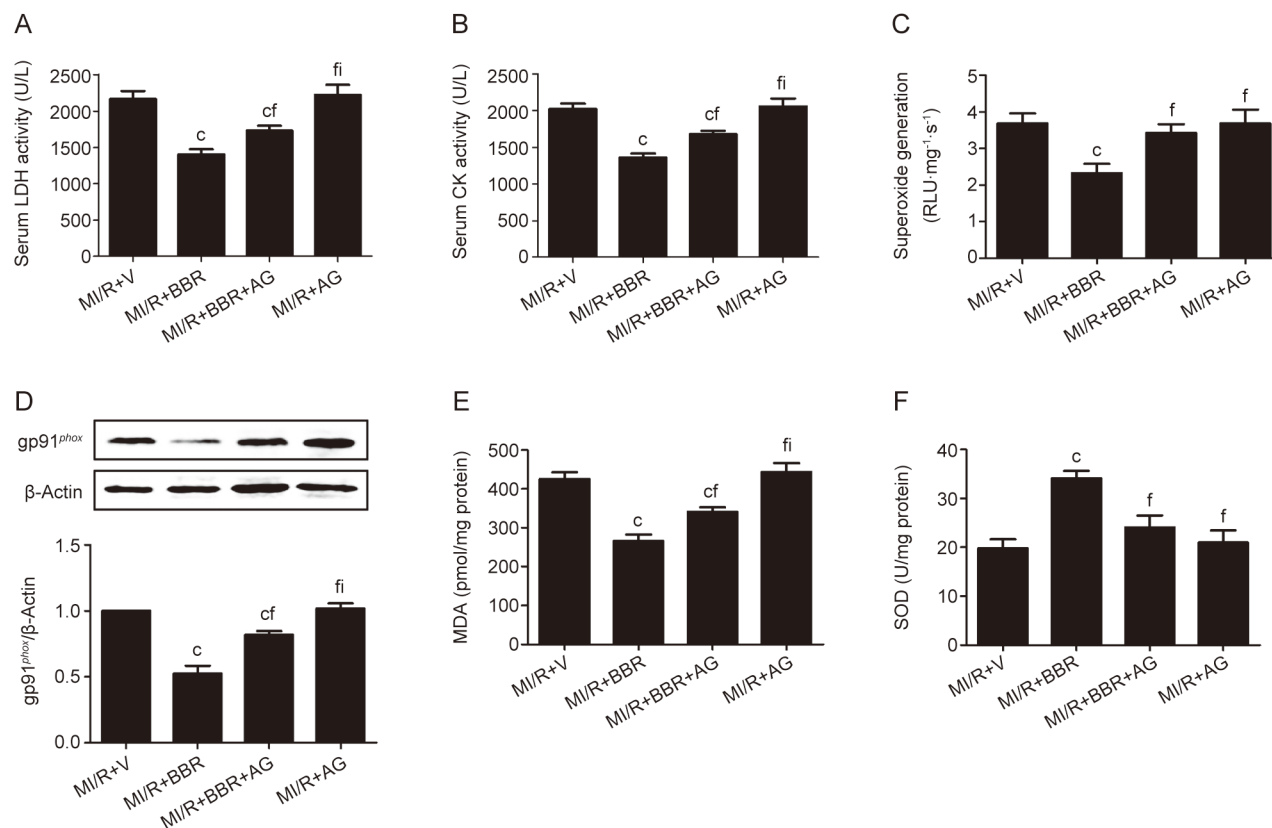 A
Serum LDH activity (U/L)
2500
2000
1500
1000
500
0
c
cf
fi
MI/R+V
MI/R+BBR
MI/R+BBR+AG
MI/R+AG
B
Serum CK activity (U/L)
2500
2000
1500
1000
500
0
c
cf
fi
MI/R+V
MI/R+BBR
MI/R+BBR+AG
MI/R+AG
C
Superoxide generation
(RLU·mg⁻¹·s⁻¹)
5
4
3
2
1
0
c
f
f
MI/R+V
MI/R+BBR
MI/R+BBR+AG
MI/R+AG
D
gp91phox
β-Actin
gp91phox/β-Actin
1.5
1.0
0.5
0.0
c
cf
fi
MI/R+V
MI/R+BBR
MI/R+BBR+AG
MI/R+AG
E
MDA (pmol/mg protein)
500
400
300
200
100
0
c
cf
fi
MI/R+V
MI/R+BBR
MI/R+BBR+AG
MI/R+AG
F
SOD (U/mg protein)
40
30
20
10
0
c
f
f
MI/R+V
MI/R+BBR
MI/R+BBR+AG
MI/R+AG